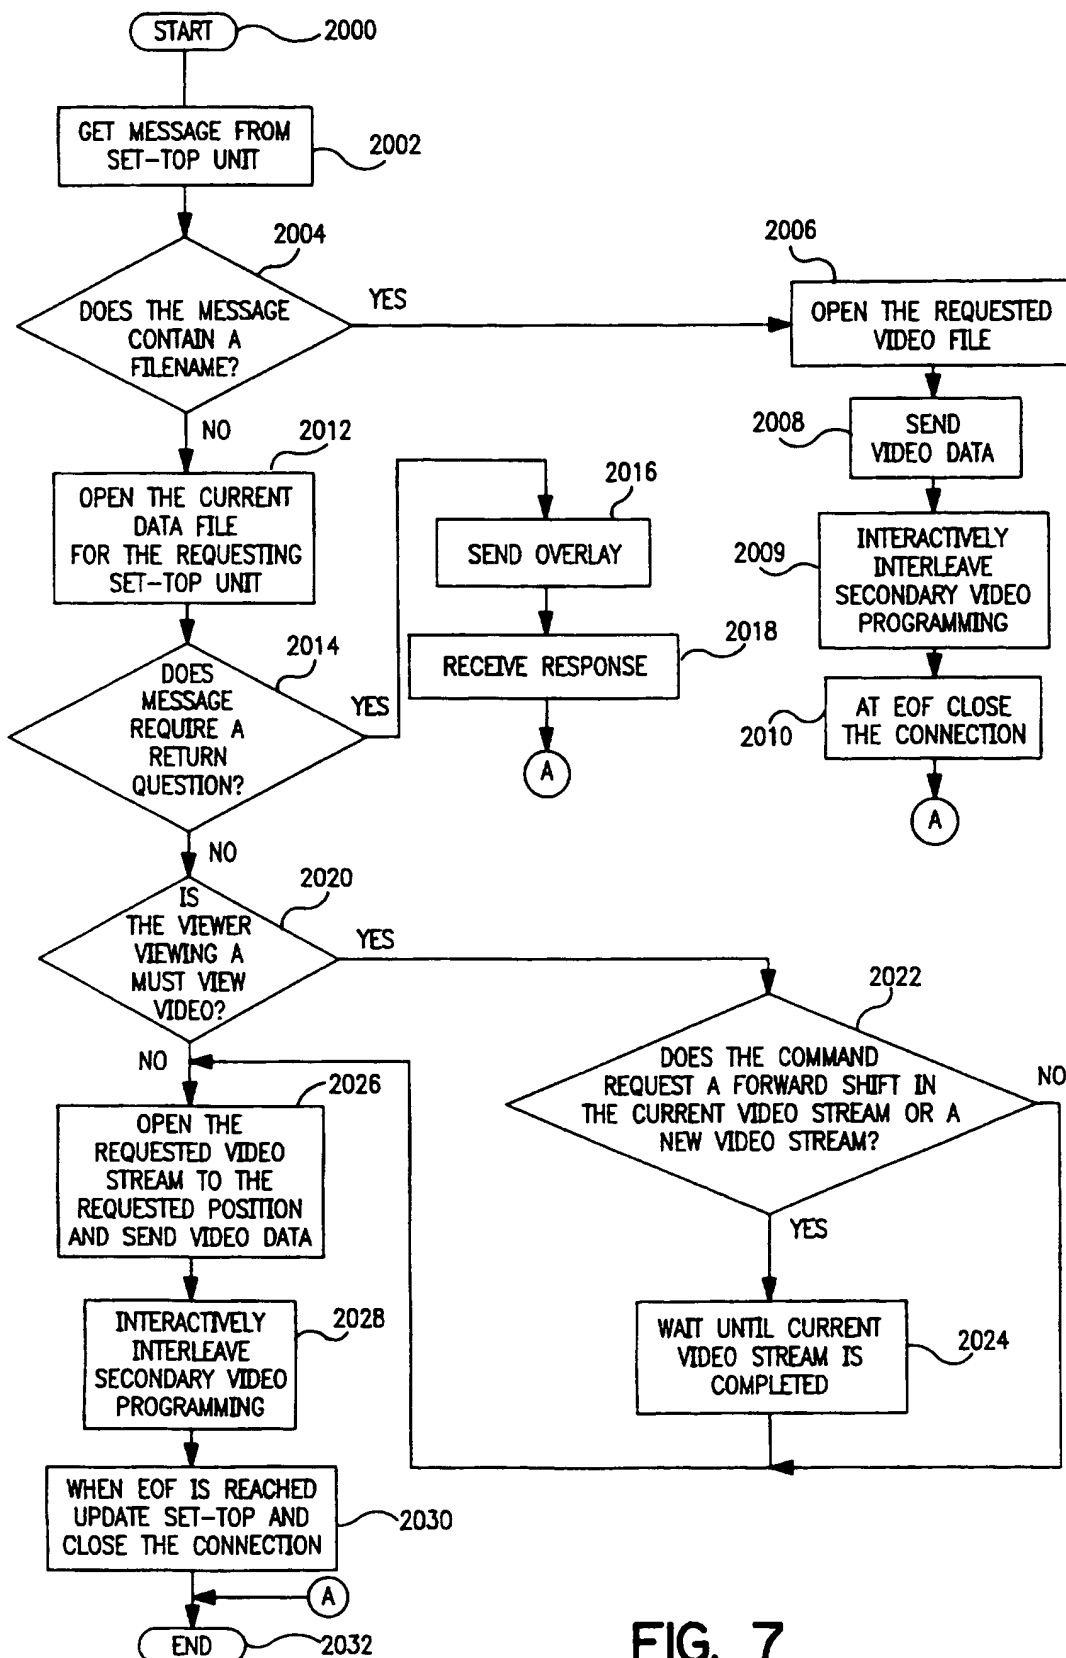 START
2000
GET MESSAGE FROM
SET-TOP UNIT
2002
2004
DOES THE MESSAGE
CONTAIN A
FILENAME?
YES
2006
OPEN THE REQUESTED
VIDEO FILE
NO
2008
SEND
VIDEO DATA
2012
OPEN THE CURRENT
DATA FILE
FOR THE REQUESTING
SET-TOP UNIT
2016
SEND OVERLAY
2009
INTERACTIVELY
INTERLEAVE
SECONDARY VIDEO
PROGRAMMING
2014
DOES
MESSAGE
REQUIRE A
RETURN
QUESTION?
YES
RECEIVE RESPONSE
2018
2010
AT EOF CLOSE
THE CONNECTION
A
A
NO
2020
IS
THE VIEWER
VIEWING A
MUST VIEW
VIDEO?
YES
2022
DOES THE COMMAND
REQUEST A FORWARD SHIFT IN
THE CURRENT VIDEO STREAM OR A
NEW VIDEO STREAM?
NO
YES
NO
2026
OPEN THE
REQUESTED VIDEO
STREAM TO THE
REQUESTED POSITION
AND SEND VIDEO DATA
WAIT UNTIL CURRENT
VIDEO STREAM IS
COMPLETED
2024
2028
INTERACTIVELY
INTERLEAVE
SECONDARY VIDEO
PROGRAMMING
WHEN EOF IS REACHED
UPDATE SET-TOP AND
CLOSE THE CONNECTION
2030
A
END
2032
FIG. 7